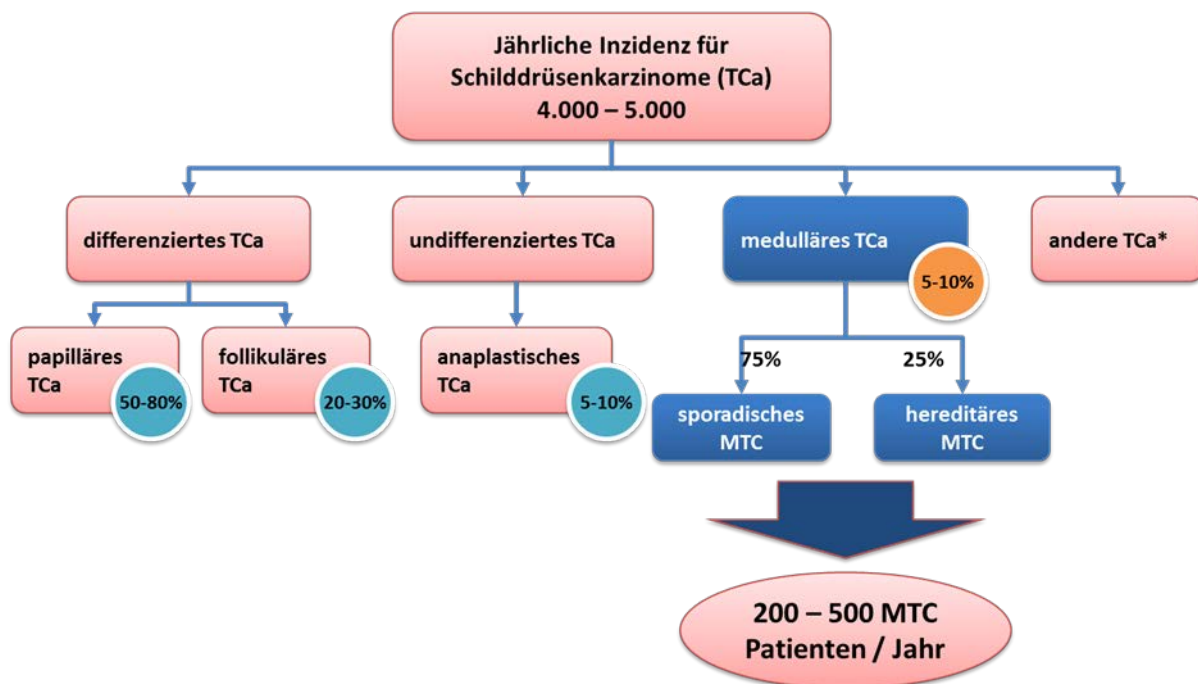 Jährliche Inzidenz für
Schilddrüsenkarzinome (TCa)
4.000 – 5.000
differenziertes TCa
undifferenziertes TCa
medulläres TCa
andere TCa*
5-10%
papilläres
TCa
50-80%
follikuläres
TCa
20-30%
anaplastisches
TCa
5-10%
75%
25%
sporadisches
MTC
hereditäres
MTC
200 – 500 MTC
Patienten / Jahr